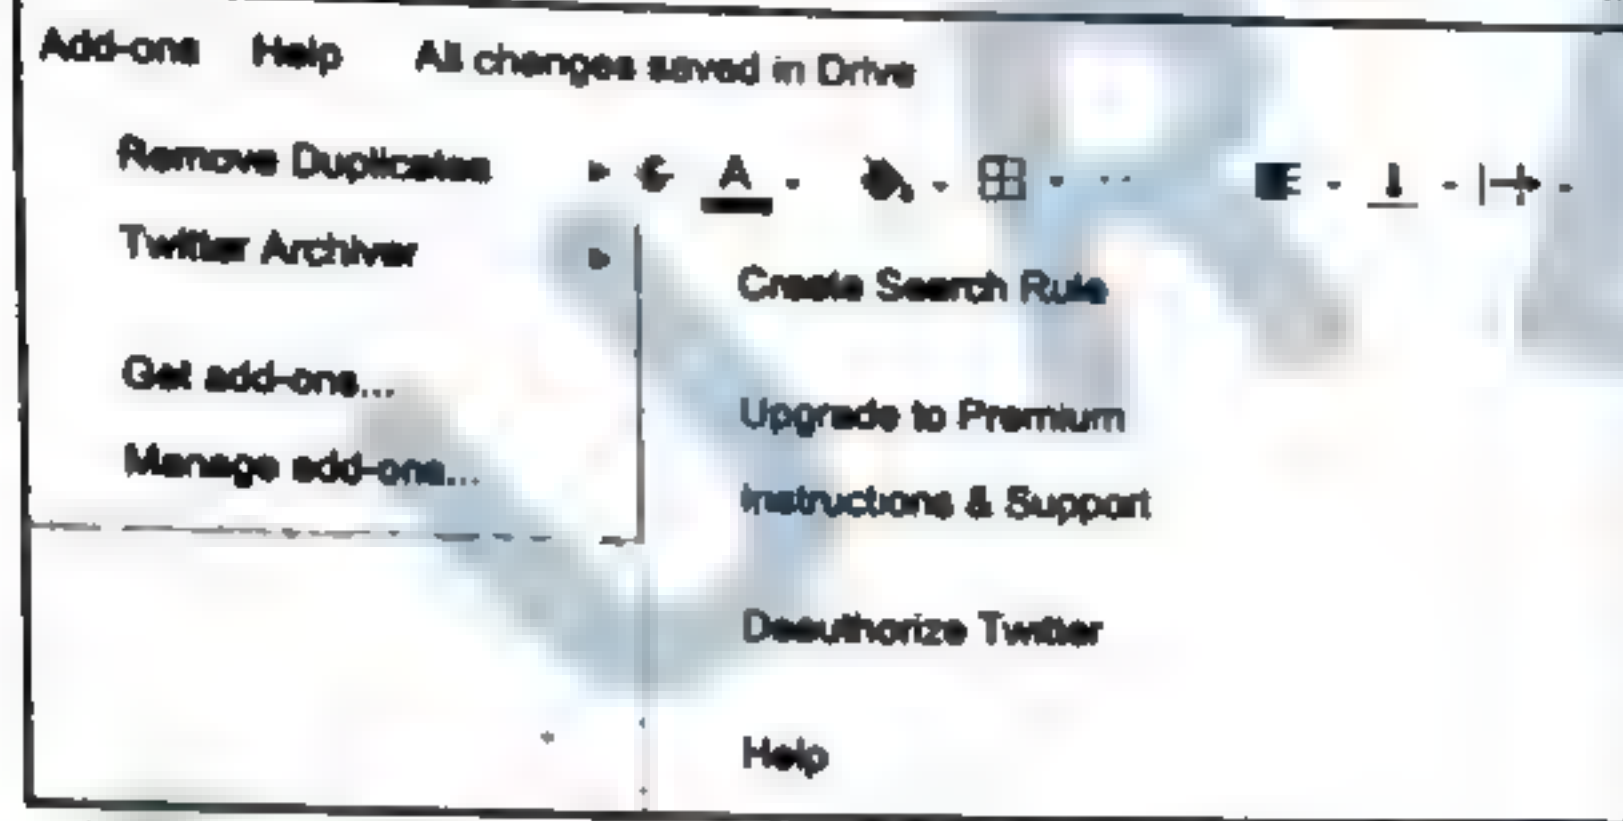 Add-ons Help All changes saved in Drive
Remove Duplicates
Twitter Archiver
Get add-ons...
Manage add-ons...
Create Search Rule
Upgrade to Premium
Instructions & Support
Deauthorize Twitter
Help